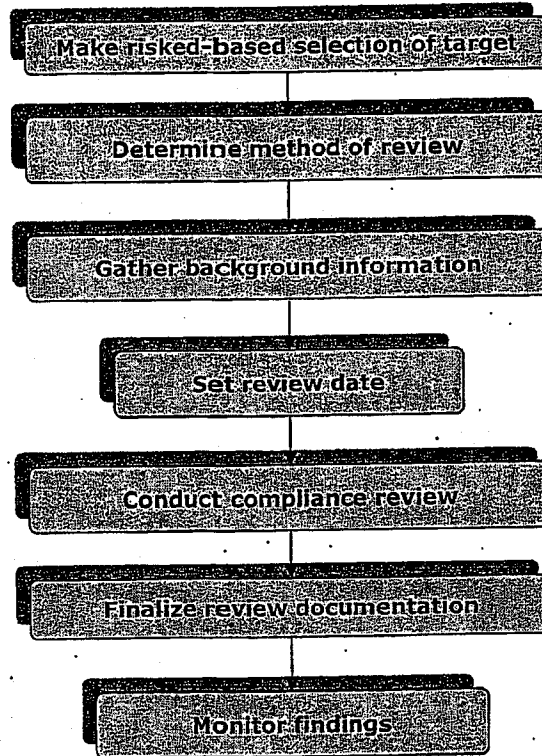 Make risked-based selection of target
Determine method of review
Gather background information
Set review date
Conduct compliance review
Finalize review documentation
Monitor findings